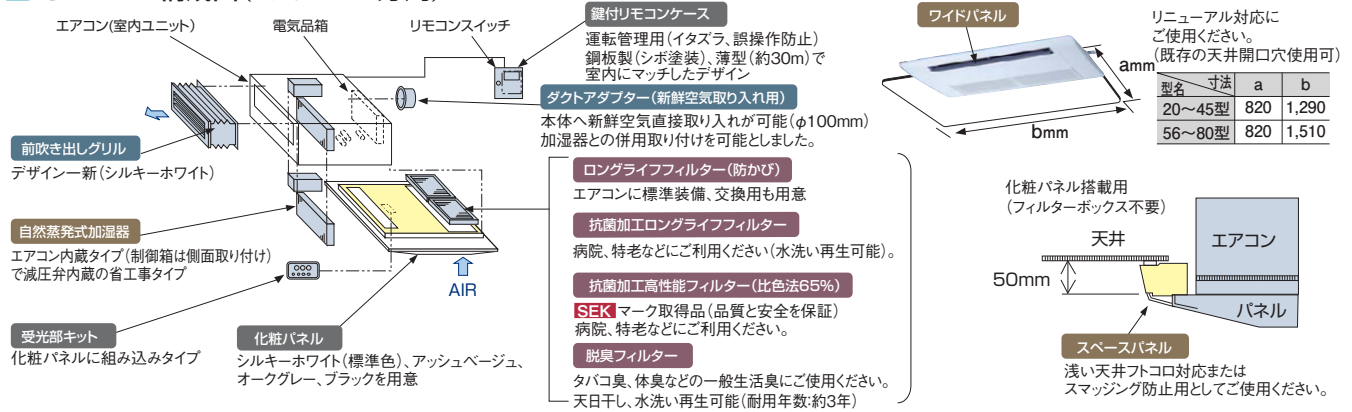 エアコン(室内ユニット)
電気品箱
リモコンスイッチ
鍵付リモコンケース
運転管理用(イタズラ、誤操作防止)
鋼板製(シボ塗装)、薄型(約30m)で
室内にマッチしたデザイン
ダクトアダプター(新鮮空気取り入れ用)
本体へ新鮮空気直接取り入れが可能(φ100mm)
加湿器との併用取り付けを可能としました。
前吹き出しグリル
デザイン一新(シルキーホワイト)
自然蒸発式加湿器
エアコン内蔵タイプ(制御箱は側面取り付け)
で減圧弁内蔵の省工事タイプ
受光部キット
化粧パネルに組み込みタイプ
AIR
化粧パネル
シルキーホワイト(標準色)、アッシュベージュ、
オークグレー、ブラックを用意
ロングライフフィルター(防かび)
エアコンに標準装備、交換用も用意
抗菌加工ロングライフフィルター
病院、特老などにご利用ください(水洗い再生可能)。
抗菌加工高性能フィルター(比色法65%)
SEK マーク取得品(品質と安全を保証)
病院、特老などにご利用ください。
脱臭フィルター
タバコ臭、体臭などの一般生活臭にご使用ください。
天日干し、水洗い再生可能(耐用年数:約3年)
ワイドパネル
amm
bmm
リニューアル対応に
ご使用ください。
(既存の天井開口穴使用可)
型名 寸法 a b
20〜45型 820 1,290
56〜80型 820 1,510
化粧パネル搭載用
(フィルターボックス不要)
天井
エアコン
50mm
パネル
スペースパネル
浅い天井フトコロ対応または
スマッジング防止用としてご使用ください。